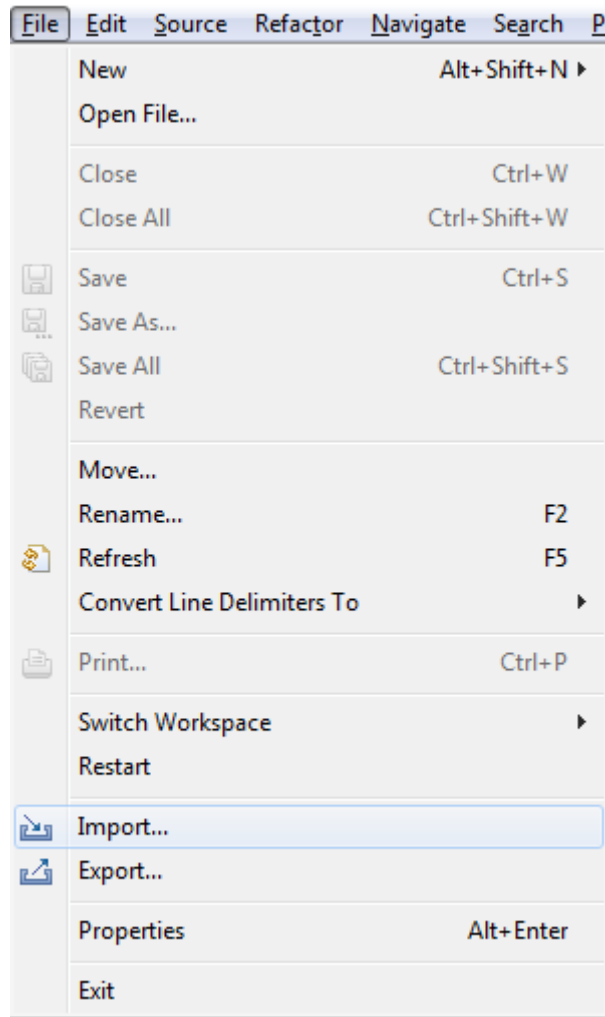 File Edit Source Refactor Navigate Search P
New Alt+Shift+N
Open File...
Close Ctrl+W
Close All Ctrl+Shift+W
Save Ctrl+S
Save As...
Save All Ctrl+Shift+S
Revert
Move...
Rename... F2
Refresh F5
Convert Line Delimiters To
Print... Ctrl+P
Switch Workspace
Restart
Import...
Export...
Properties Alt+Enter
Exit